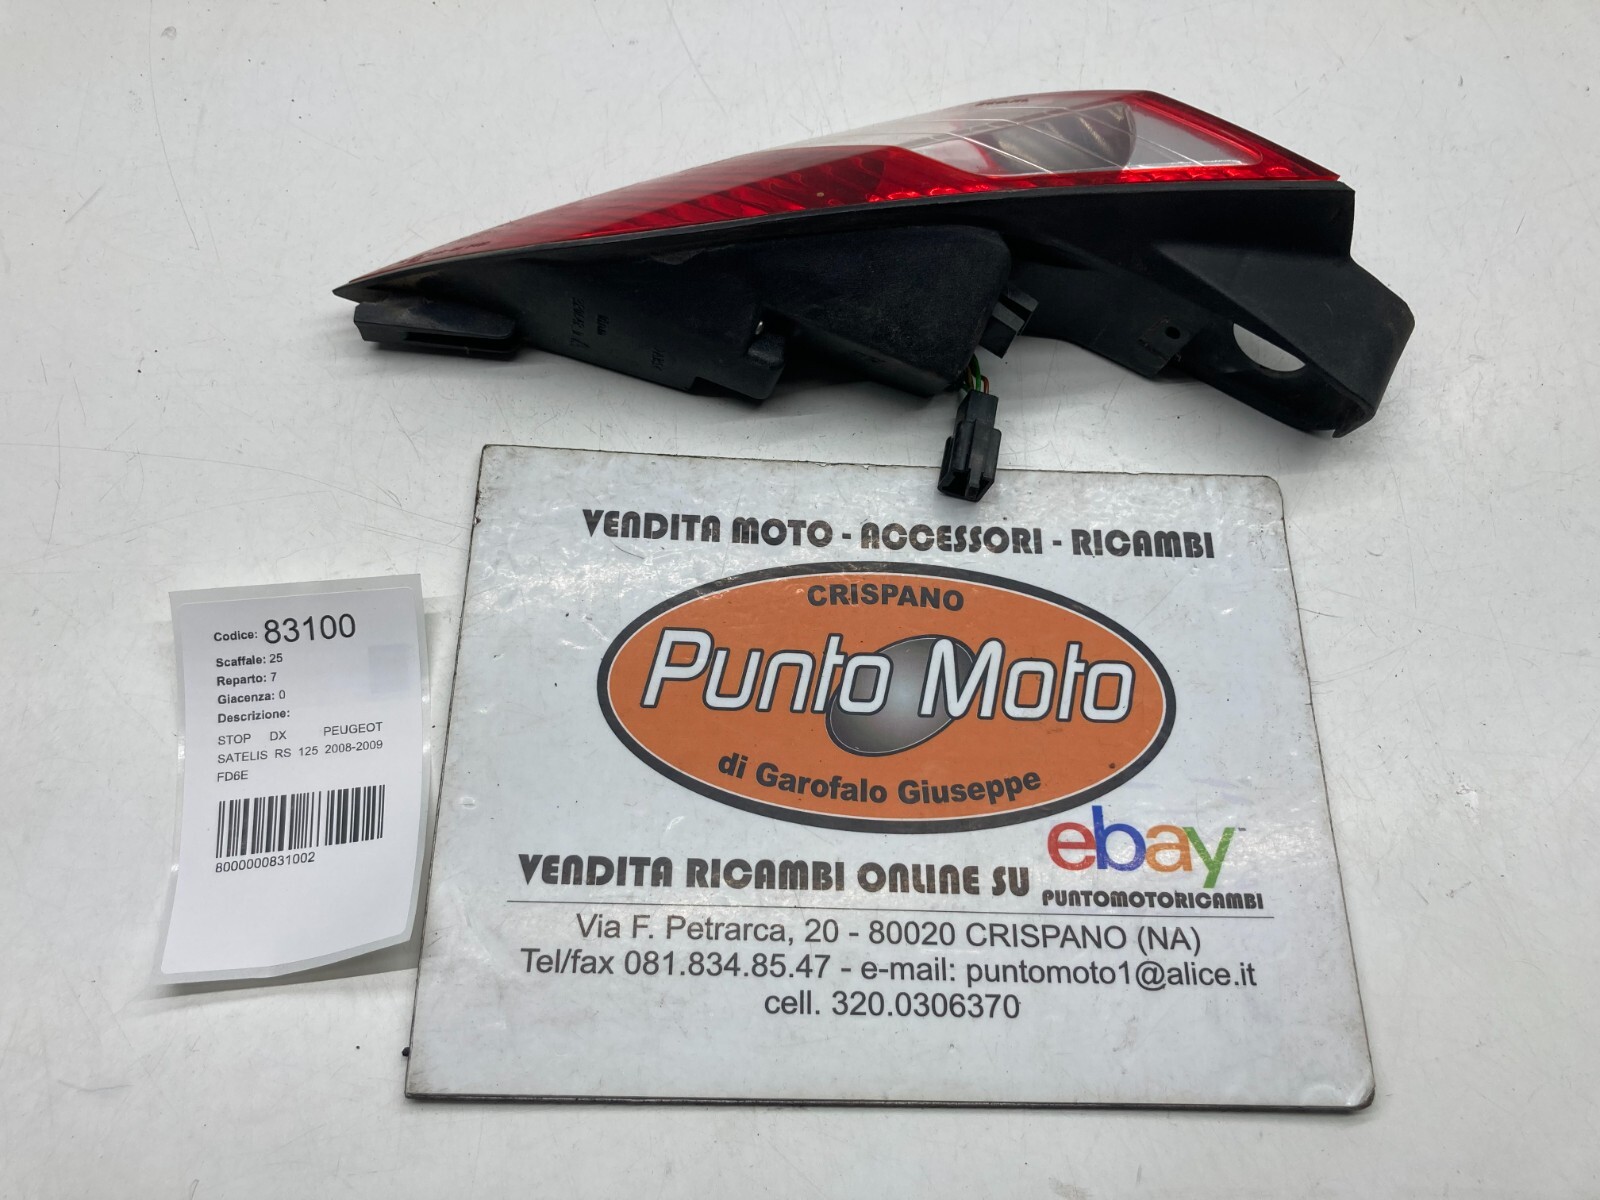 VENDITA MOTO - ACCESSORI - RICAMBI
CRISPANO
Punto Moto
di Garofalo Giuseppe
ebay
VENDITA RICAMBI ONLINE SU
PUNTOMOTORICAMBI
Via F. Petrarca, 20 - 80020 CRISPANO (NA)
Tel/fax 081.834.85.47 - e-mail: puntomoto1@alice.it
cell. 320.0306370
Codice: 83100
Scaffale: 25
Reparto: 7
Giacenza: 0
Descrizione:
STOP DX PEUGEOT
SATELIS RS 125 2008-2009
FD6E
8000000831002